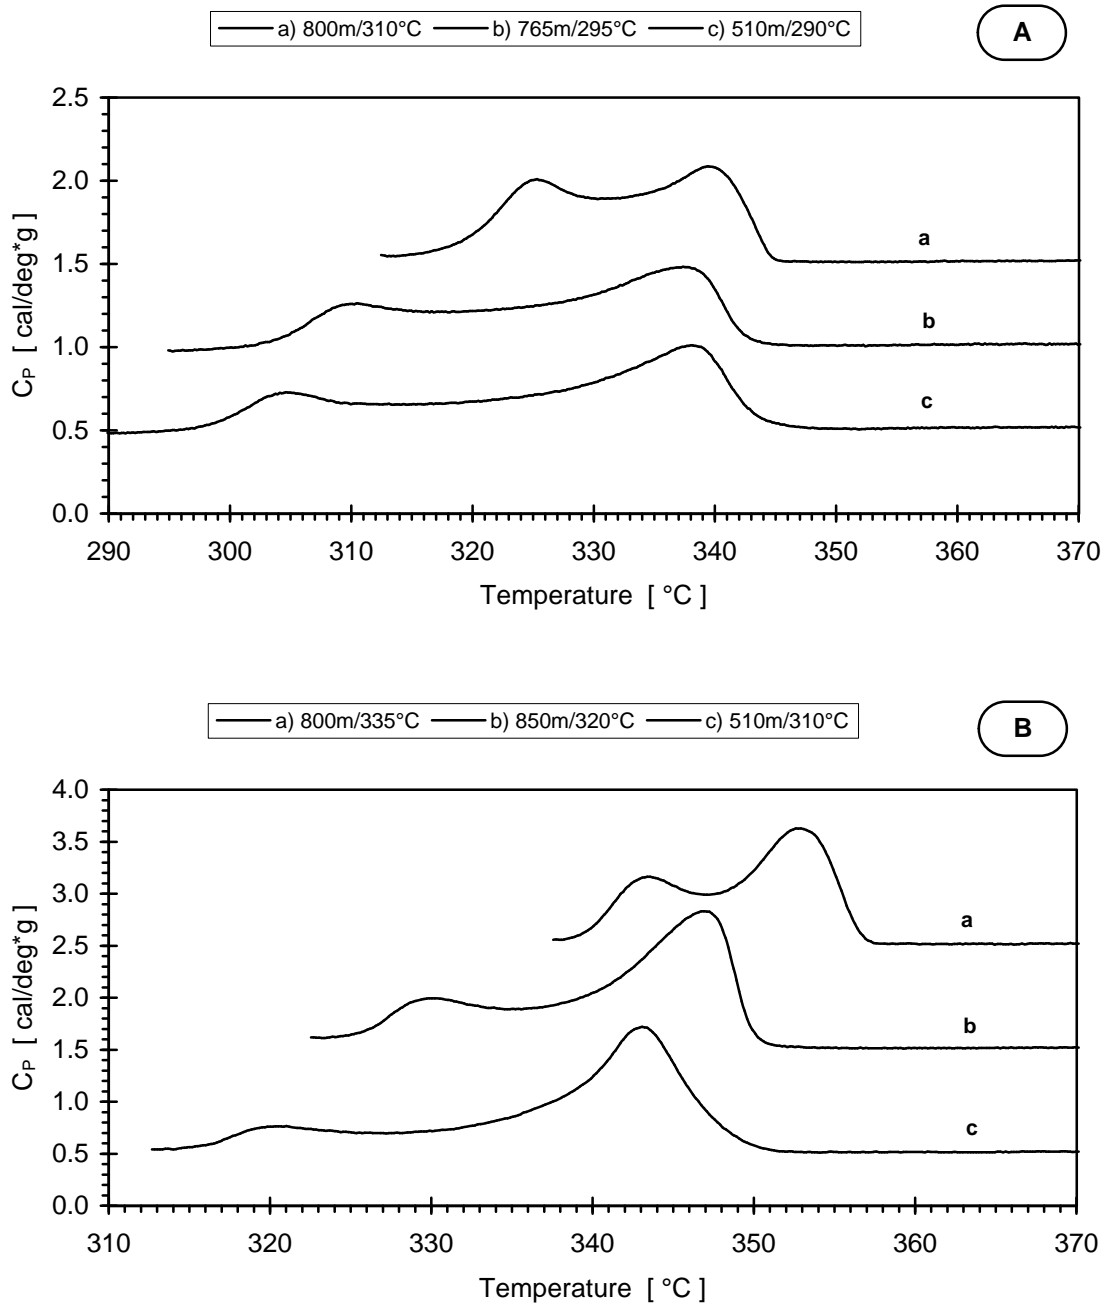 a) 800m/310°C b) 765m/295°C c) 510m/290°C
A
2.5
2.0
1.5
1.0
0.5
0.0
C_P [ cal/deg*g ]
a
b
c
290 300 310 320 330 340 350 360 370
Temperature [ °C ]
a) 800m/335°C b) 850m/320°C c) 510m/310°C
B
4.0
3.5
3.0
2.5
2.0
1.5
1.0
0.5
0.0
C_P [ cal/deg*g ]
a
b
c
310 320 330 340 350 360 370
Temperature [ °C ]